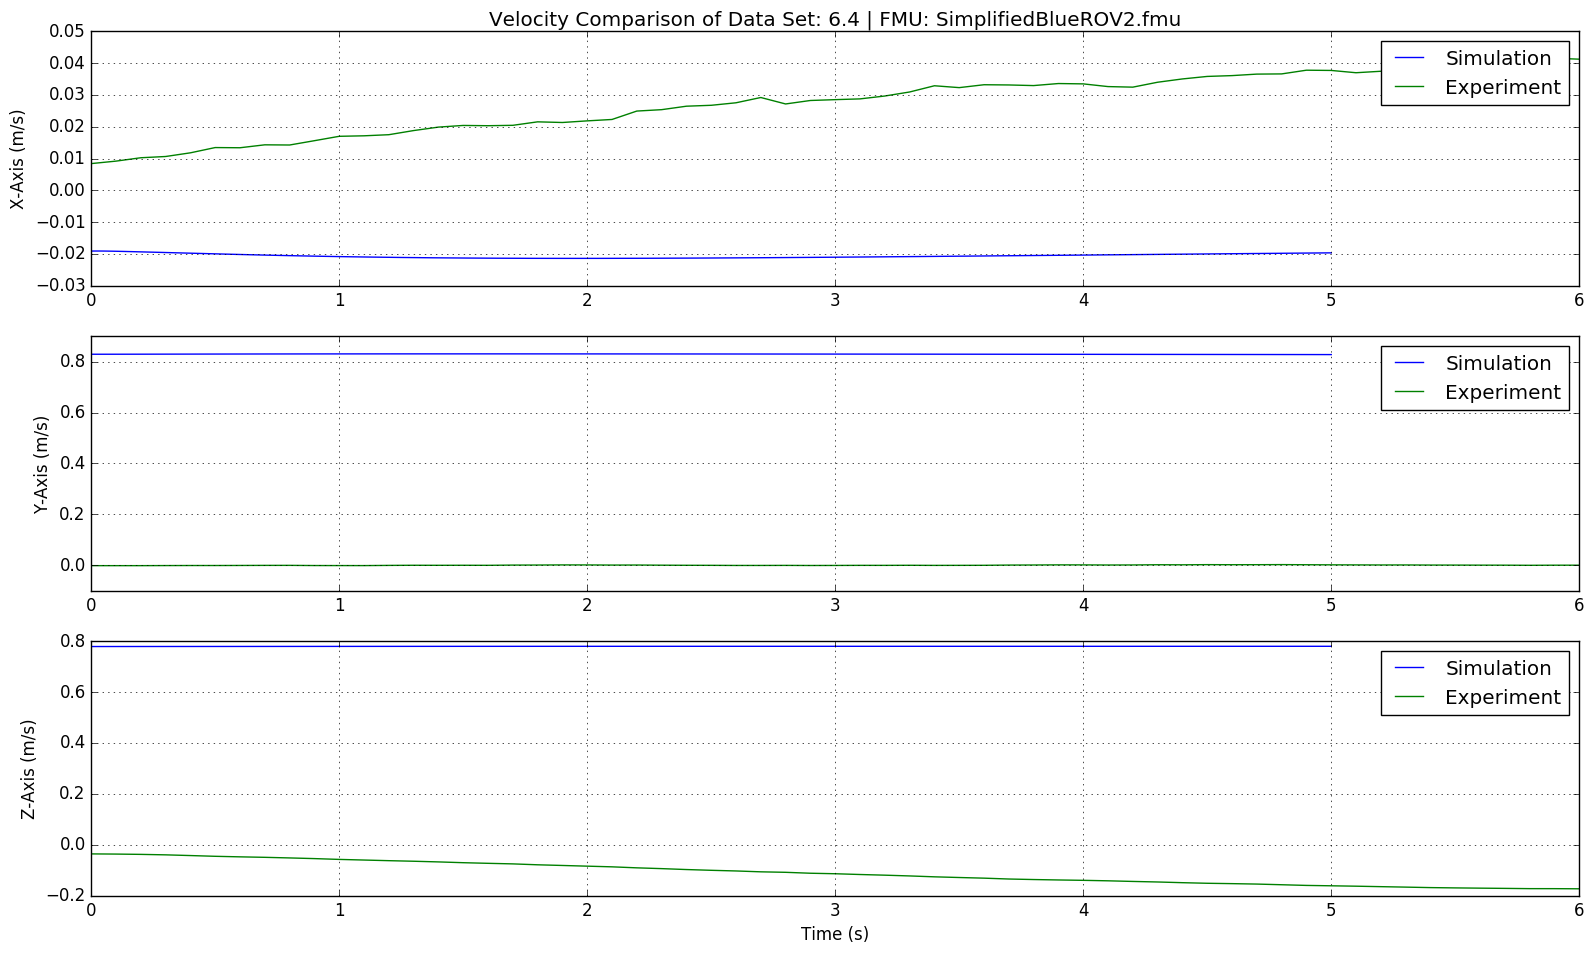 Velocity Comparison of Data Set: 6.4 | FMU: SimplifiedBlueROV2.fmu
X-Axis (m/s)
0.05
0.04
0.03
0.02
0.01
0.00
−0.01
−0.02
−0.03
0 1 2 3 4 5 6
Simulation
Experiment
Y-Axis (m/s)
0.8
0.6
0.4
0.2
0.0
0 1 2 3 4 5 6
Simulation
Experiment
Z-Axis (m/s)
0.8
0.6
0.4
0.2
0.0
−0.2
0 1 2 3 4 5 6
Simulation
Experiment
Time (s)